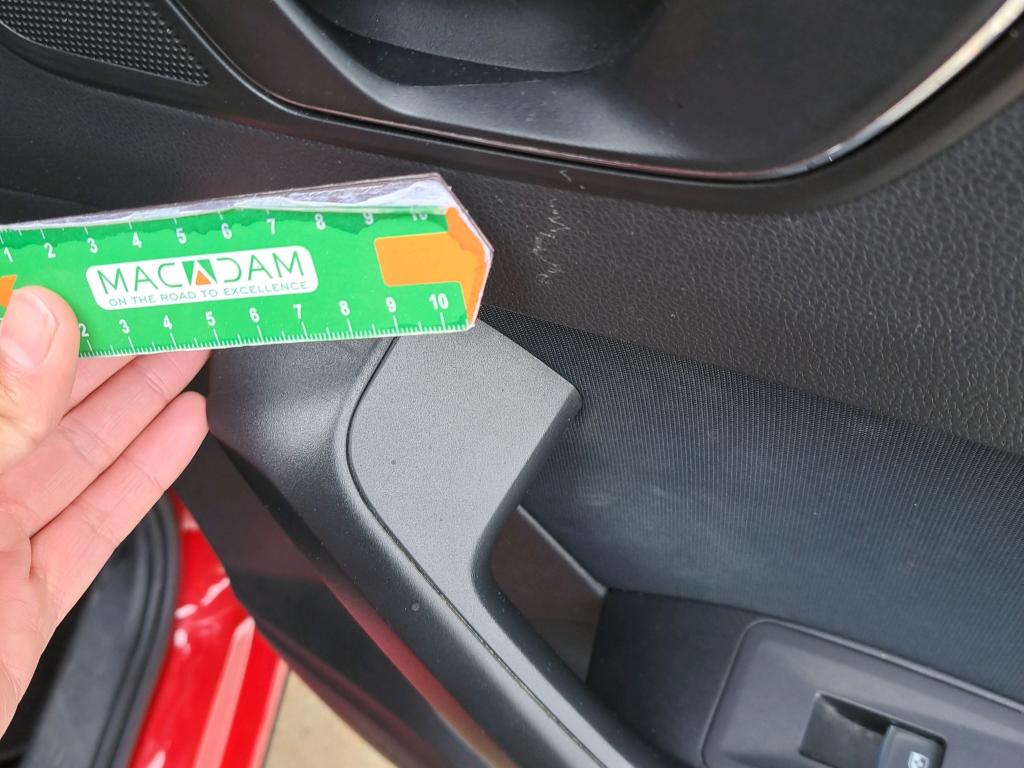 1 2 3 4 5 6 7 8 9 10
MACADAM
ON THE ROAD TO EXCELLENCE
2 3 4 5 6 7 8 9 10